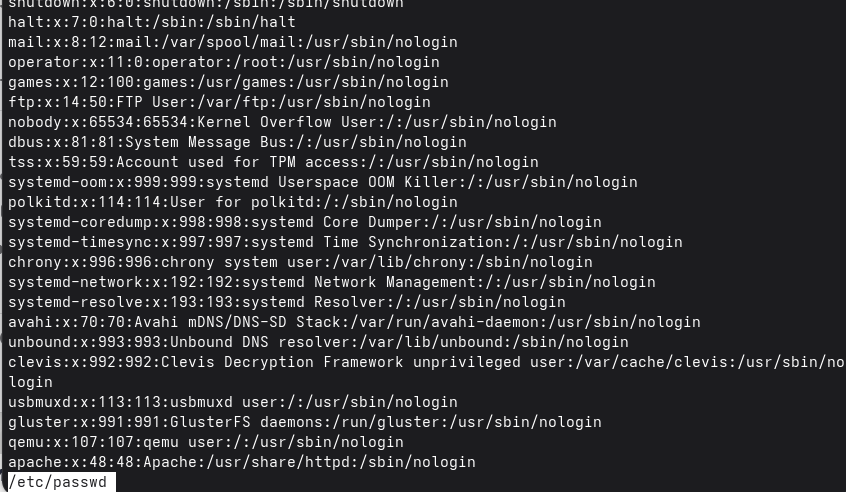 shutdown:x:6:0:shutdown:/sbin:/sbin/shutdown
halt:x:7:0:halt:/sbin:/sbin/halt
mail:x:8:12:mail:/var/spool/mail:/usr/sbin/nologin
operator:x:11:0:operator:/root:/usr/sbin/nologin
games:x:12:100:games:/usr/games:/usr/sbin/nologin
ftp:x:14:50:FTP User:/var/ftp:/usr/sbin/nologin
nobody:x:65534:65534:Kernel Overflow User:/:/usr/sbin/nologin
dbus:x:81:81:System Message Bus:/:/usr/sbin/nologin
tss:x:59:59:Account used for TPM access:/:/usr/sbin/nologin
systemd-oom:x:999:999:systemd Userspace OOM Killer:/:/usr/sbin/nologin
polkitd:x:114:114:User for polkitd:/:/sbin/nologin
systemd-coredump:x:998:998:systemd Core Dumper:/:/usr/sbin/nologin
systemd-timesync:x:997:997:systemd Time Synchronization:/:/usr/sbin/nologin
chrony:x:996:996:chrony system user:/var/lib/chrony:/sbin/nologin
systemd-network:x:192:192:systemd Network Management:/:/usr/sbin/nologin
systemd-resolve:x:193:193:systemd Resolver:/:/usr/sbin/nologin
avahi:x:70:70:Avahi mDNS/DNS-SD Stack:/var/run/avahi-daemon:/sbin/nologin
unbound:x:993:993:Unbound DNS resolver:/var/lib/unbound:/sbin/nologin
clevis:x:992:992:Clevis Decryption Framework unprivileged user:/var/cache/clevis:/usr/sbin/no
login
usbmuxd:x:113:113:usbmuxd user:/:/usr/sbin/nologin
gluster:x:991:991:GlusterFS daemons:/run/gluster:/usr/sbin/nologin
qemu:x:107:107:qemu user:/:/usr/sbin/nologin
apache:x:48:48:Apache:/usr/share/httpd:/sbin/nologin
/etc/passwd